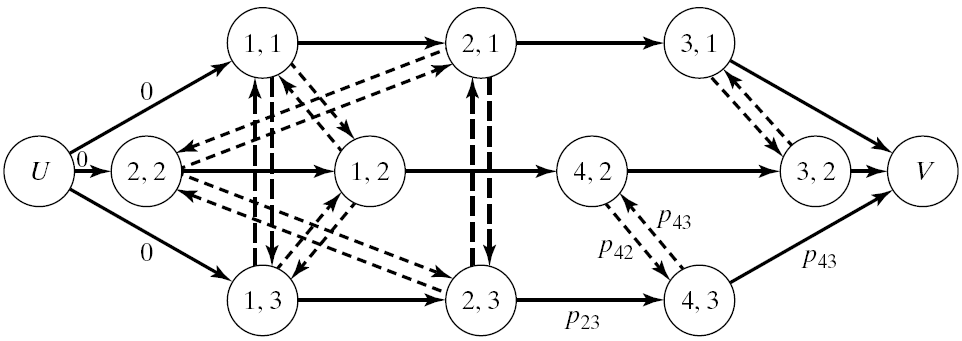 1, 1
2, 1
3, 1
0
U
0
2, 2
1, 2
4, 2
3, 2
V
p43
p42
0
p43
1, 3
2, 3
4, 3
p23